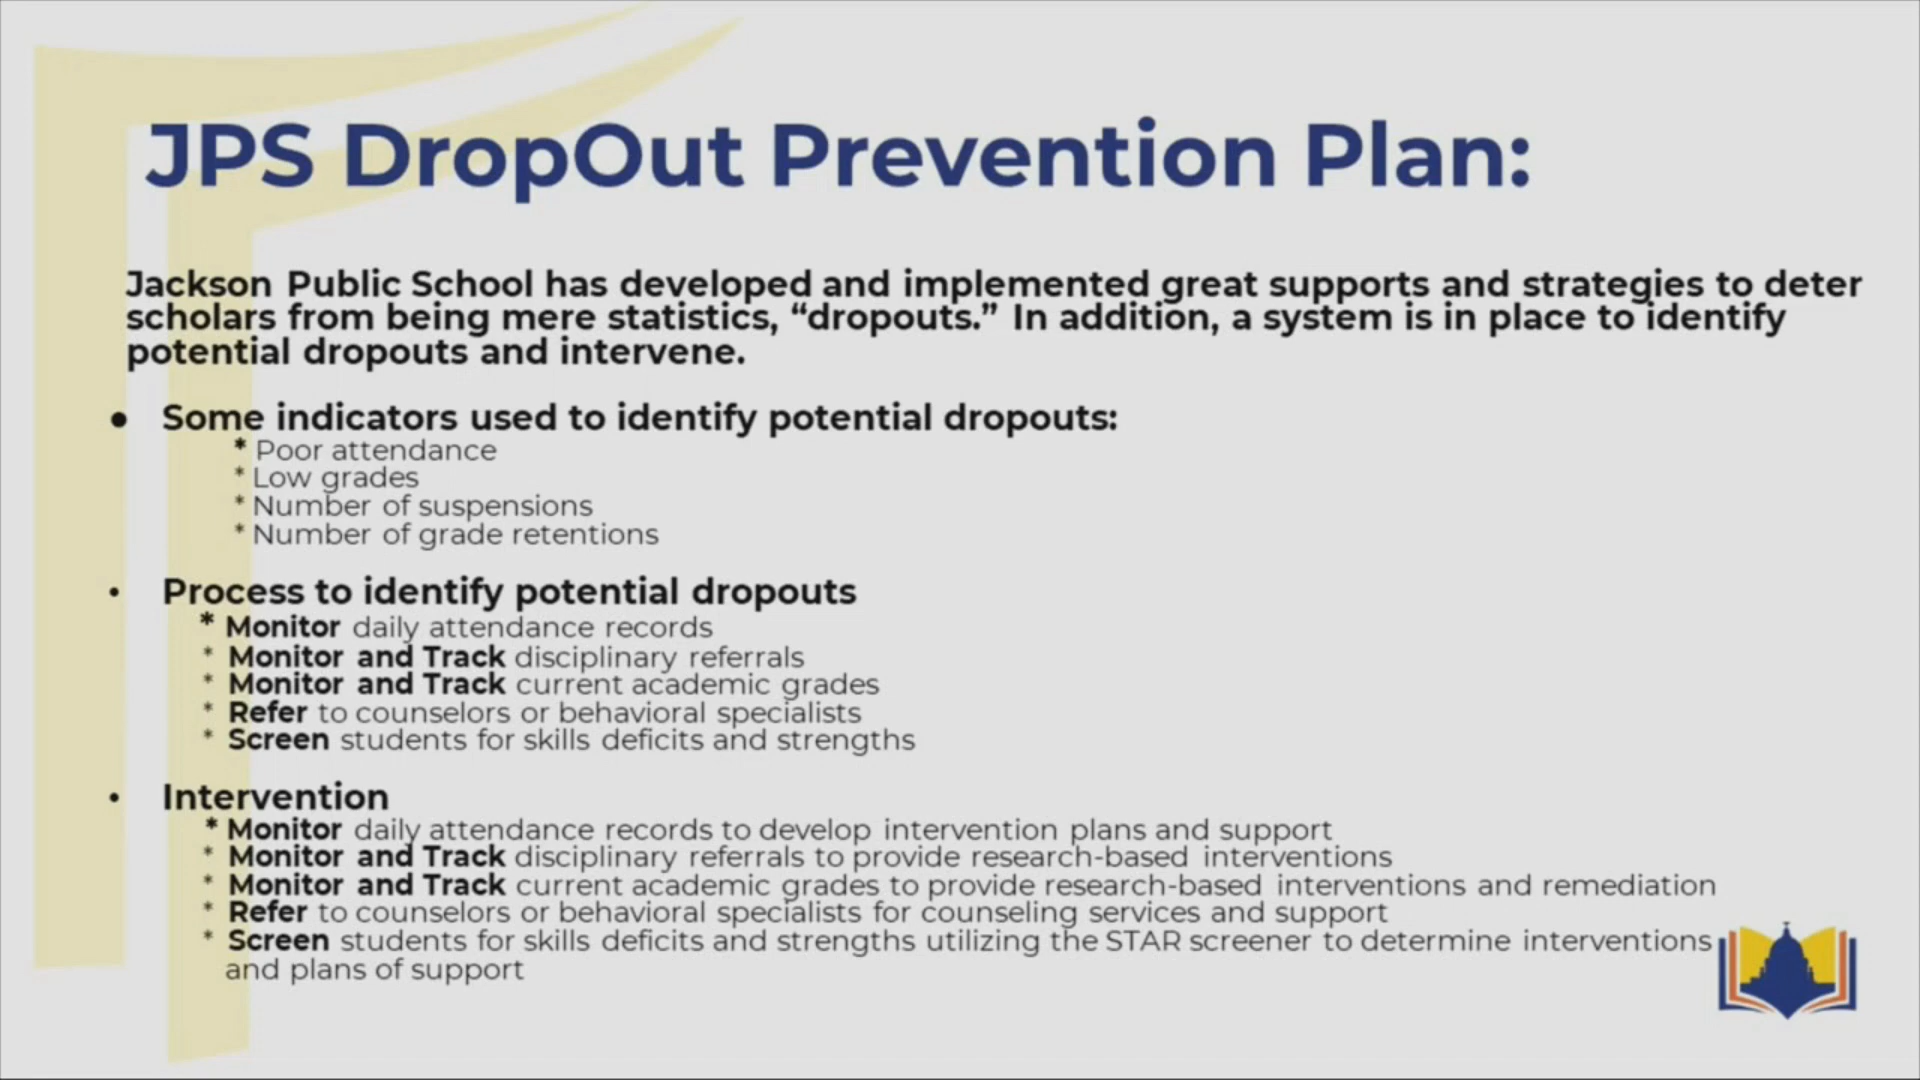 JPS DropOut Prevention Plan:
Jackson Public School has developed and implemented great supports and strategies to deter
scholars from being mere statistics, “dropouts.” In addition, a system is in place to identify
potential dropouts and intervene.
● Some indicators used to identify potential dropouts:
* Poor attendance
* Low grades
* Number of suspensions
* Number of grade retentions
• Process to identify potential dropouts
* Monitor daily attendance records
* Monitor and Track disciplinary referrals
* Monitor and Track current academic grades
* Refer to counselors or behavioral specialists
* Screen students for skills deficits and strengths
• Intervention
* Monitor daily attendance records to develop intervention plans and support
* Monitor and Track disciplinary referrals to provide research-based interventions
* Monitor and Track current academic grades to provide research-based interventions and remediation
* Refer to counselors or behavioral specialists for counseling services and support
* Screen students for skills deficits and strengths utilizing the STAR screener to determine interventions
and plans of support